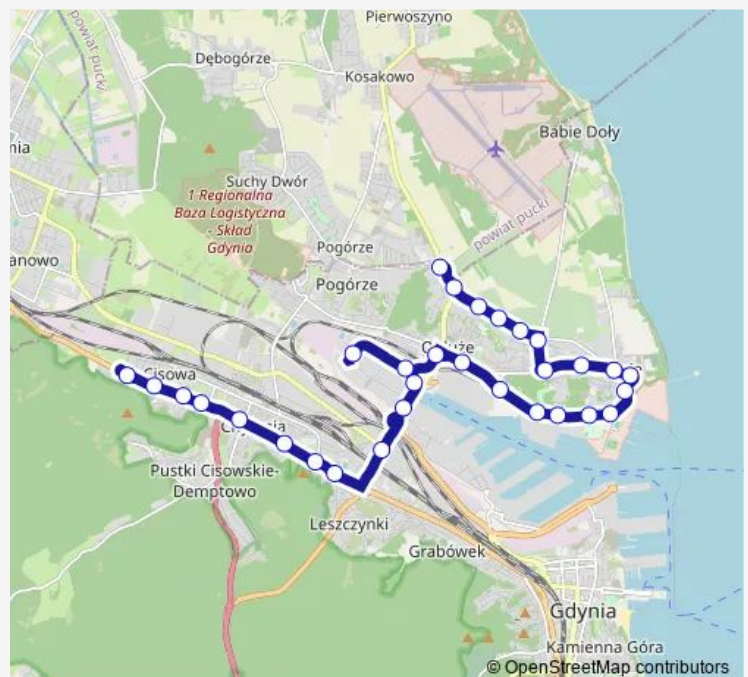 Pierwoszyno
powiat pucki
Dębogórze
Kosakowo
Babie Doły
nia
Suchy Dwór
1 Regionalna
Baza Logistyczna
- Skład
Gdynia
powiat pucki
Pogórze
anowo
Pogórze
Cisowa
Pustki Cisowskie-
Demptowo
Leszczynki
Grabówek
Gdynia
Kamienna Góra
© OpenStreetMap contributors